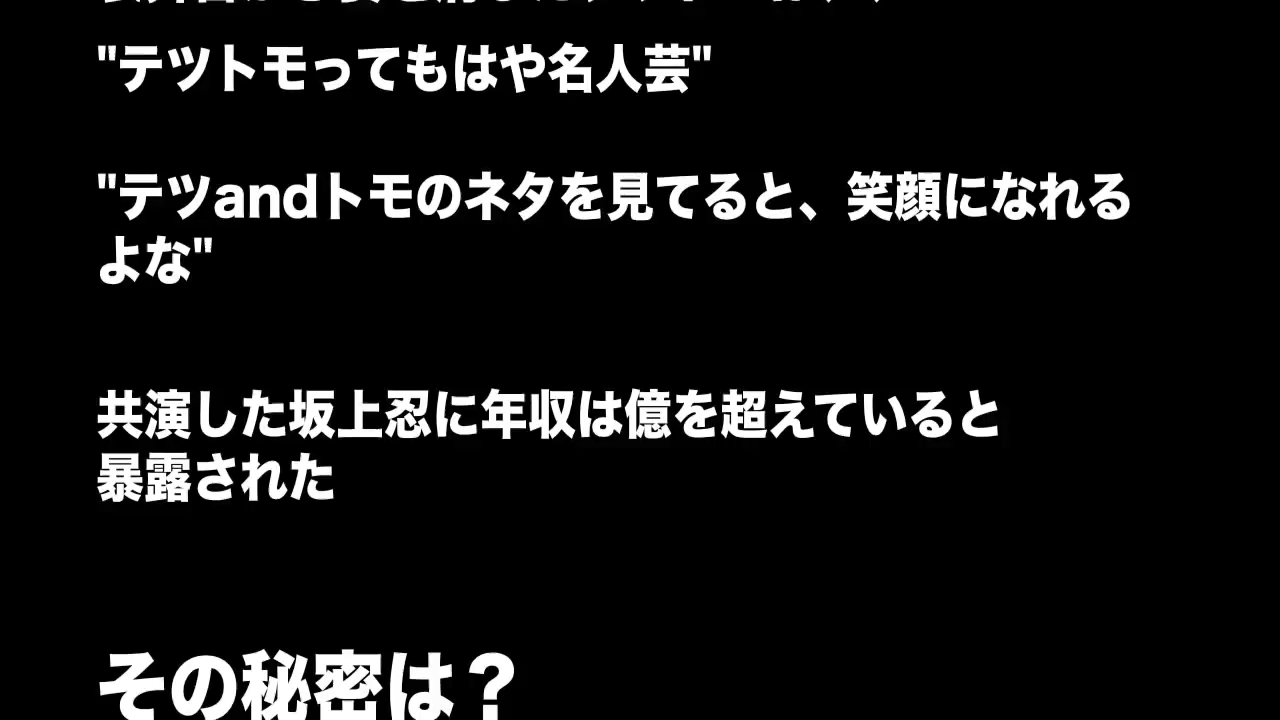 "テツトモってもはや名人芸"
"テツandトモのネタを見てると、笑顔になれる
よな"
共演した坂上忍に年収は億を超えていると
暴露された
その秘密は？